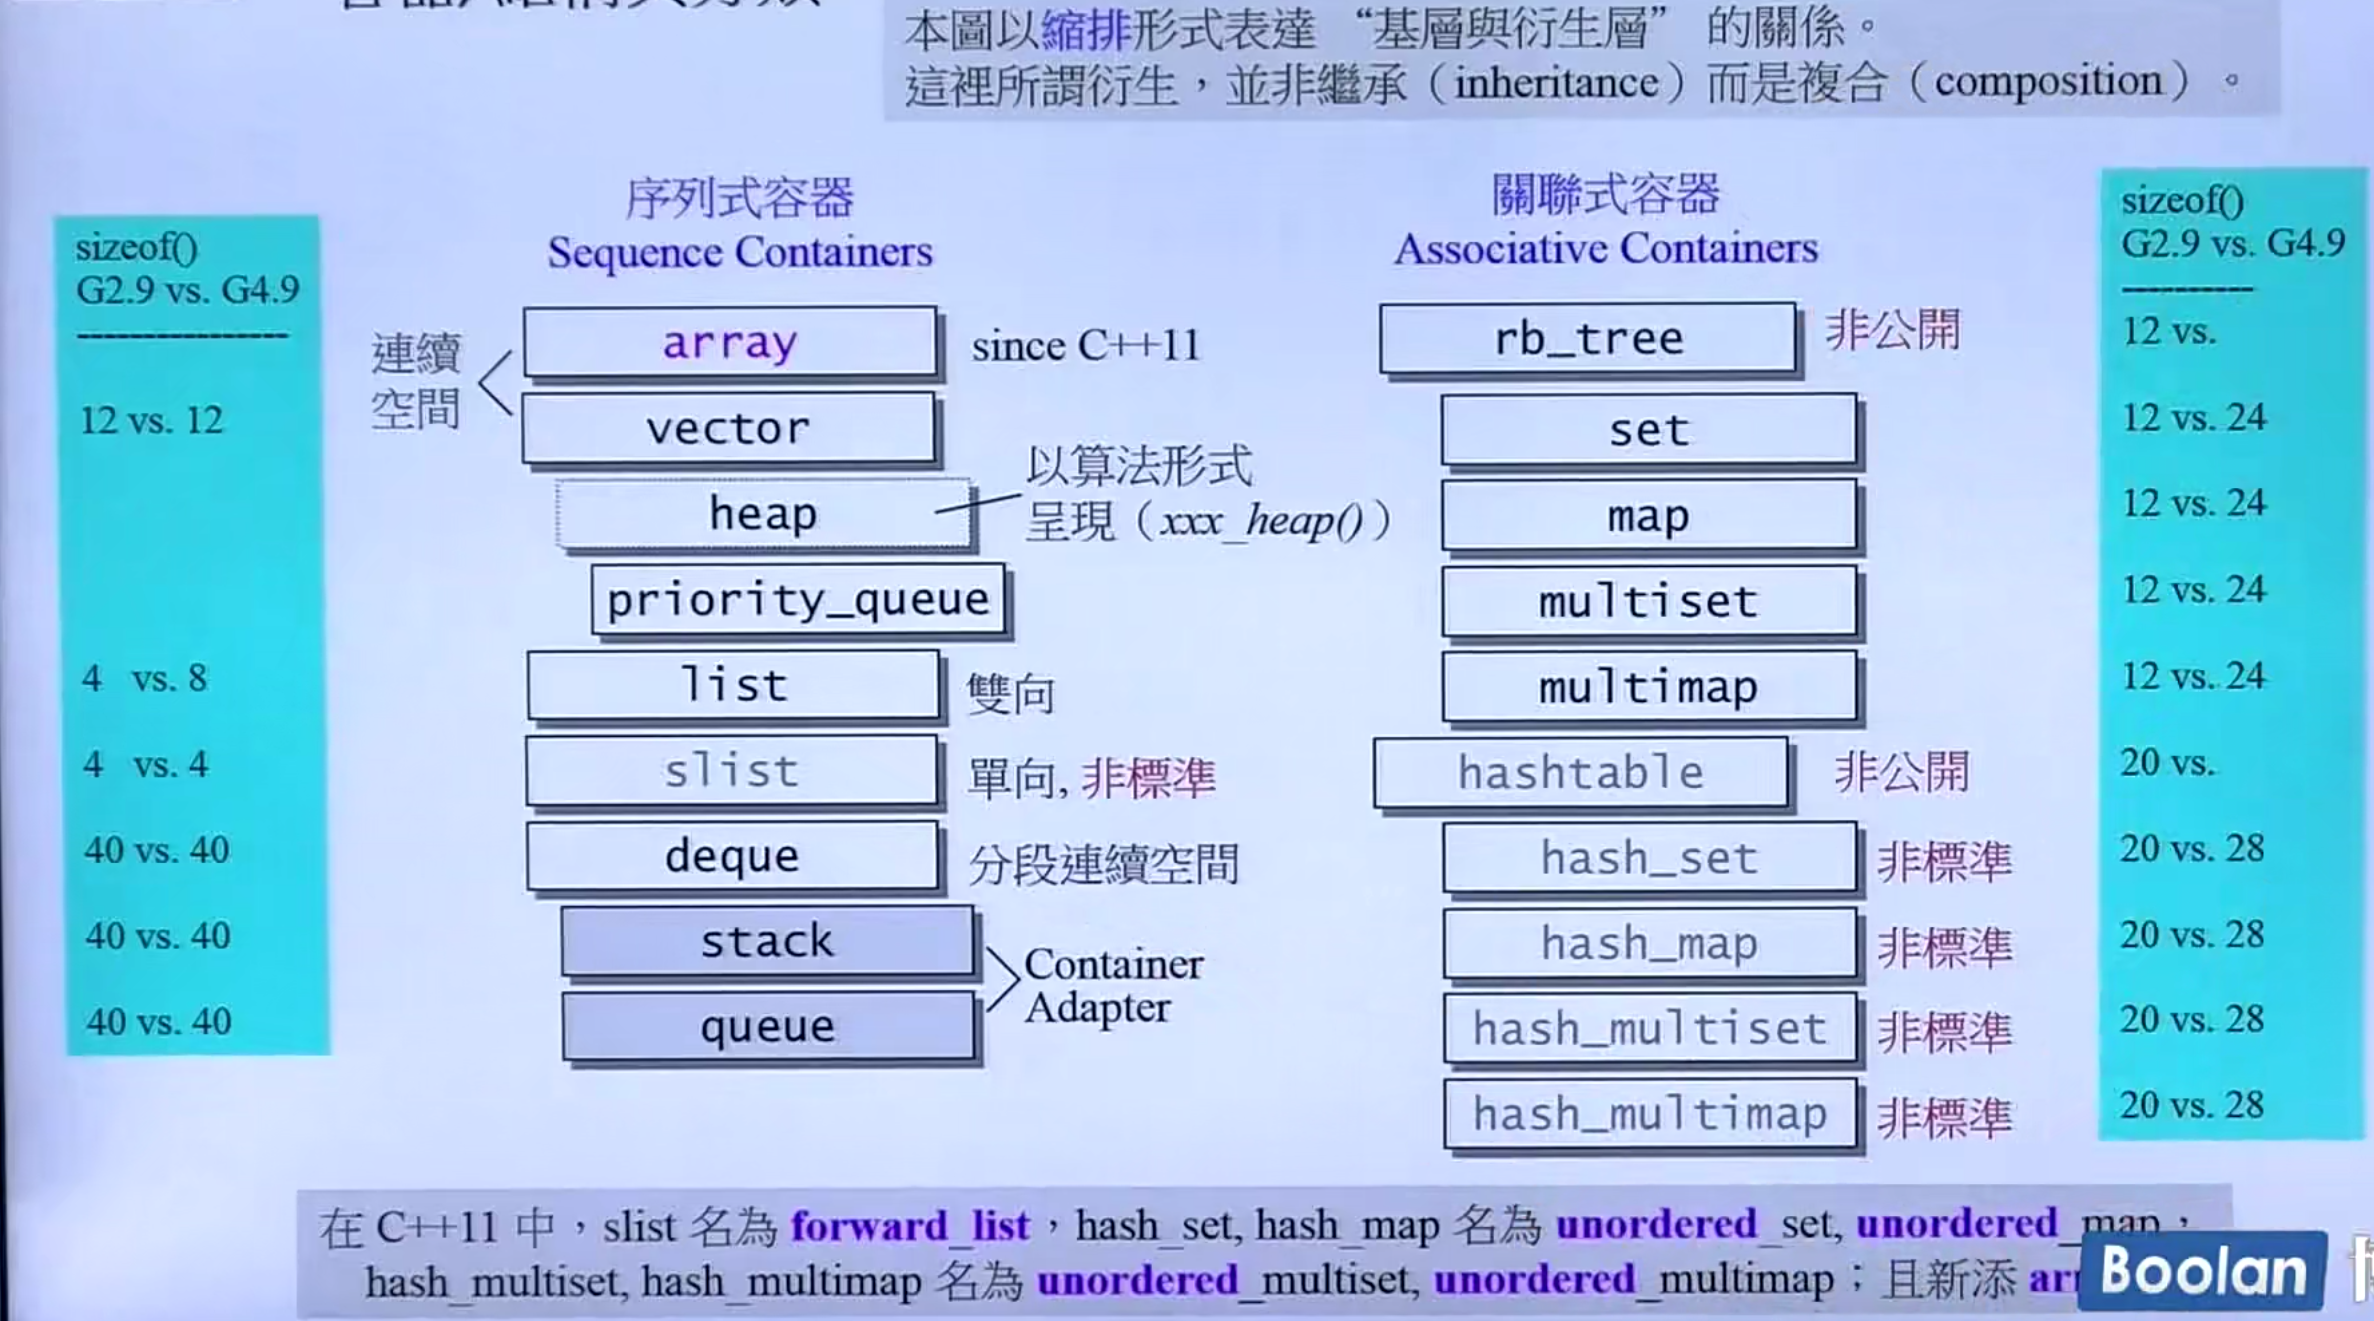 本圖以縮排形式表達 “基層與衍生層” 的關係。
這裡所謂衍生，並非繼承（inheritance）而是複合（composition）。
序列式容器
Sequence Containers
關聯式容器
Associative Containers
sizeof()
G2.9 vs. G4.9
---------------
12 vs. 12
4 vs. 8
4 vs. 4
40 vs. 40
40 vs. 40
40 vs. 40
連續
空間
array
since C++11
vector
heap
以算法形式
呈現（xxx_heap()）
priority_queue
list
雙向
slist
單向, 非標準
deque
分段連續空間
stack
queue
Container
Adapter
rb_tree
非公開
set
map
multiset
multimap
hashtable
非公開
hash_set
非標準
hash_map
非標準
hash_multiset
非標準
hash_multimap
非標準
sizeof()
G2.9 vs. G4.9
----------
12 vs.
12 vs. 24
12 vs. 24
12 vs. 24
12 vs. 24
20 vs.
20 vs. 28
20 vs. 28
20 vs. 28
20 vs. 28
在 C++11 中，slist 名為 forward_list，hash_set, hash_map 名為 unordered_set, unordered_map，
hash_multiset, hash_multimap 名為 unordered_multiset, unordered_multimap；且新添
Boolan